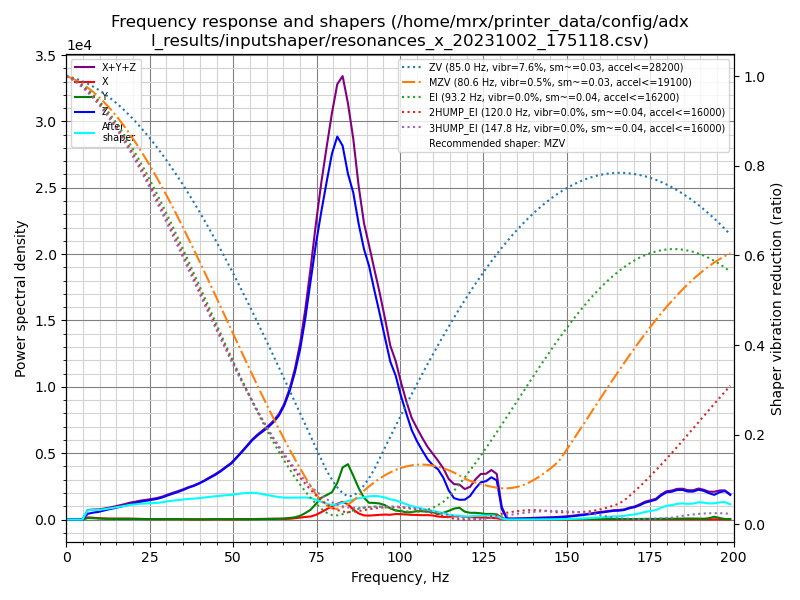 Frequency response and shapers (/home/mrx/printer_data/config/adx
l_results/inputshaper/resonances_x_20231002_175118.csv)
1e4
3.5
3.0
2.5
2.0
1.5
1.0
0.5
0.0
Power spectral density
X+Y+Z
X
Y
Z
After
shaper
ZV (85.0 Hz, vibr=7.6%, sm~=0.03, accel<=28200)
MZV (80.6 Hz, vibr=0.5%, sm~=0.03, accel<=19100)
EI (93.2 Hz, vibr=0.0%, sm~=0.04, accel<=16200)
2HUMP_EI (120.0 Hz, vibr=0.0%, sm~=0.04, accel<=16000)
3HUMP_EI (147.8 Hz, vibr=0.0%, sm~=0.04, accel<=16000)
Recommended shaper: MZV
1.0
0.8
0.6
0.4
0.2
0.0
Shaper vibration reduction (ratio)
0 25 50 75 100 125 150 175 200
Frequency, Hz